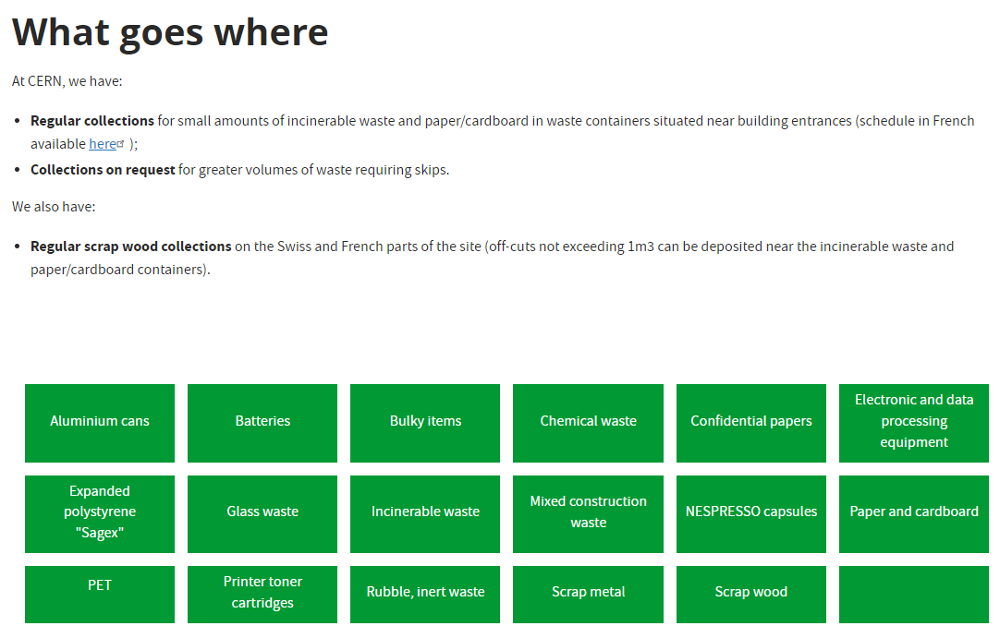 What goes where
At CERN, we have:
• Regular collections for small amounts of incinerable waste and paper/cardboard in waste containers situated near building entrances (schedule in French
available here );
• Collections on request for greater volumes of waste requiring skips.
We also have:
• Regular scrap wood collections on the Swiss and French parts of the site (off-cuts not exceeding 1m3 can be deposited near the incinerable waste and
paper/cardboard containers).
Aluminium cans
Batteries
Bulky items
Chemical waste
Confidential papers
Electronic and data
processing
equipment
Expanded
polystyrene
"Sagex"
Glass waste
Incinerable waste
Mixed construction
waste
NESPRESSO capsules
Paper and cardboard
PET
Printer toner
cartridges
Rubble, inert waste
Scrap metal
Scrap wood